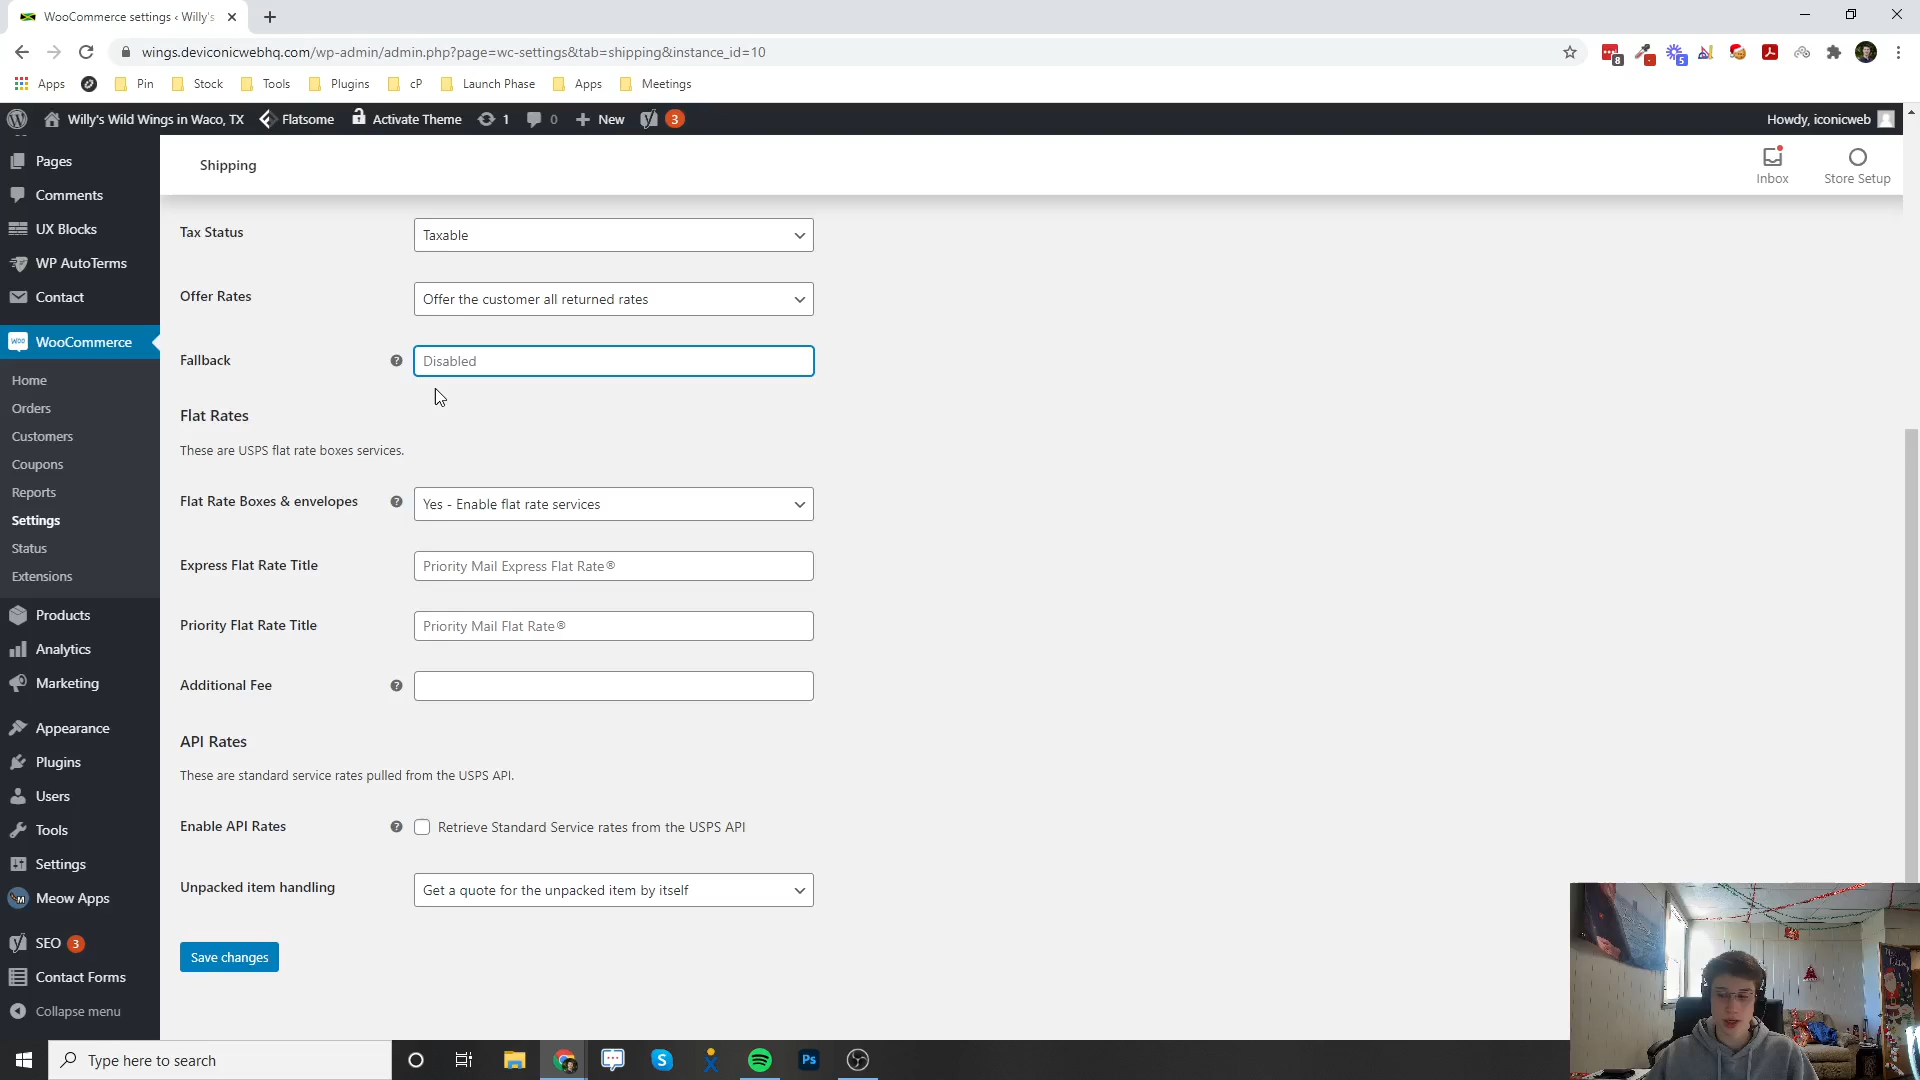 WooCommerce settings ‹ Willy's
wings.deviconicwebhq.com/wp-admin/admin.php?page=wc-settings&tab=shipping&instance_id=10
8
5
Apps
Pin
Stock
Tools
Plugins
cP
Launch Phase
Apps
Meetings
Willy's Wild Wings in Waco, TX
Flatsome
Activate Theme
1
0
New
3
Howdy, iconicweb
Pages
Comments
UX Blocks
WP AutoTerms
Contact
WooCommerce
Home
Orders
Customers
Coupons
Reports
Settings
Status
Extensions
Products
Analytics
Marketing
Appearance
Plugins
Users
Tools
Settings
Meow Apps
SEO 3
Contact Forms
Collapse menu
Shipping
Inbox
Store Setup
Tax Status
Taxable
Offer Rates
Offer the customer all returned rates
Fallback
Disabled
Flat Rates
These are USPS flat rate boxes services.
Flat Rate Boxes & envelopes
Yes - Enable flat rate services
Express Flat Rate Title
Priority Mail Express Flat Rate®
Priority Flat Rate Title
Priority Mail Flat Rate®
Additional Fee
API Rates
These are standard service rates pulled from the USPS API.
Enable API Rates
Retrieve Standard Service rates from the USPS API
Unpacked item handling
Get a quote for the unpacked item by itself
Save changes
Type here to search
Ps